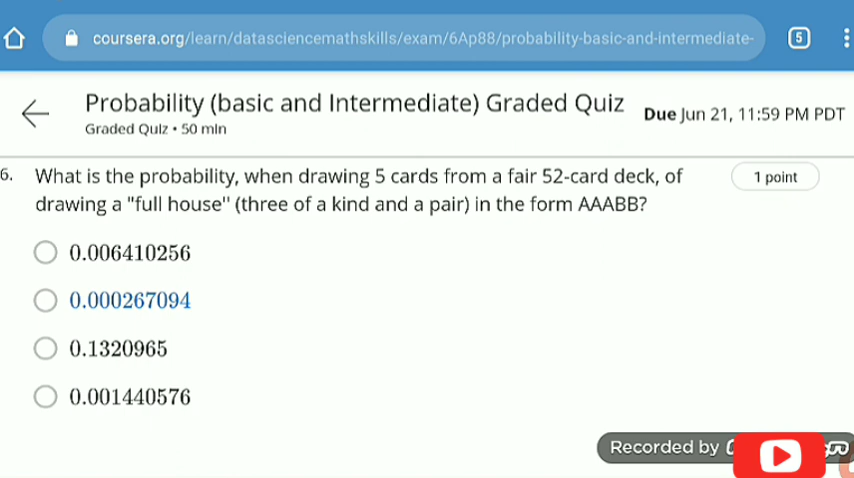 coursera.org/learn/datasciencemathskills/exam/6Ap88/probability-basic-and-intermediate-
5
Probability (basic and Intermediate) Graded Quiz
Due Jun 21, 11:59 PM PDT
Graded Quiz • 50 min
6. What is the probability, when drawing 5 cards from a fair 52-card deck, of
1 point
drawing a "full house" (three of a kind and a pair) in the form AAABB?
0.006410256
0.000267094
0.1320965
0.001440576
Recorded by